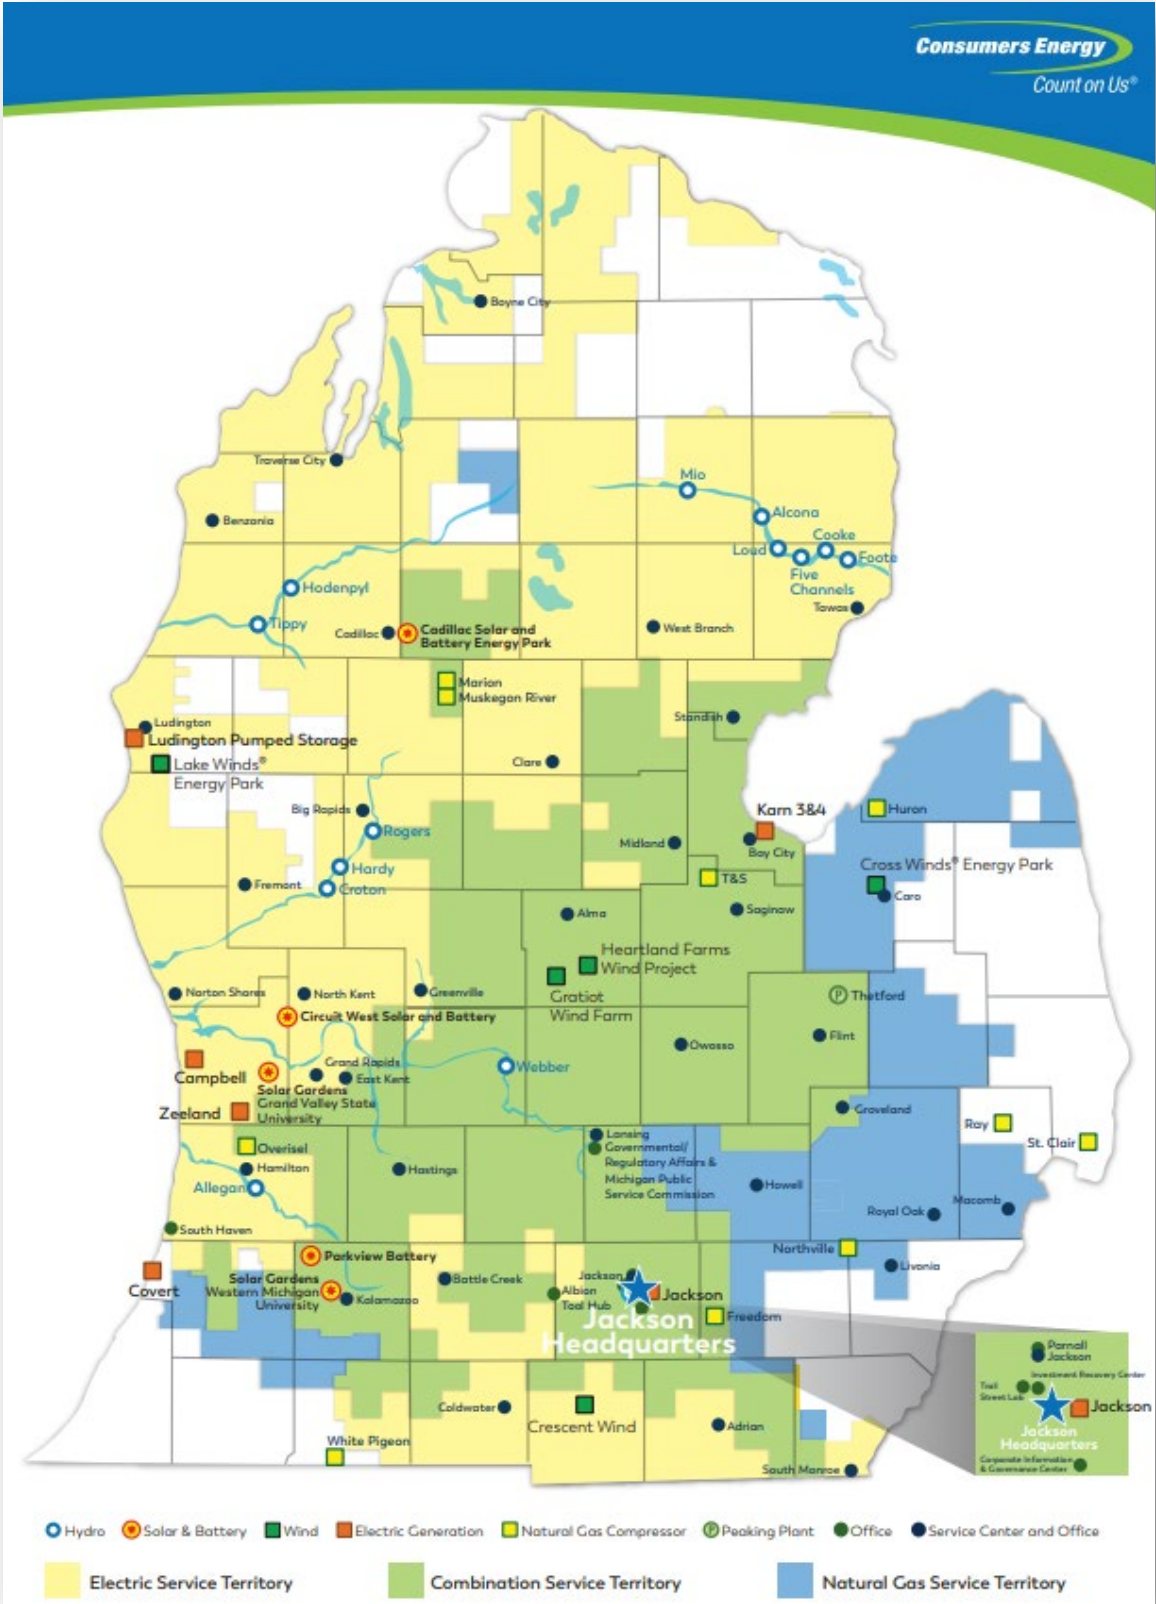 Consumers Energy
Count on Us®
Boyne City
Traverse City
Mio
Benzonia
Alcona
Cooke
Loud
Foote
Five
Channels
Hodenpyl
Tawas
Tippy
Cadillac
Cadillac Solar and
Battery Energy Park
West Branch
Marion
Muskegon River
Standish
Ludington
Ludington Pumped Storage
Lake Winds®
Energy Park
Clare
Big Rapids
Karn 3&4
Huron
Rogers
Midland
Bay City
Hardy
Cross Winds® Energy Park
T&S
Fremont
Croton
Caro
Alma
Saginaw
Heartland Farms
Wind Project
Norton Shores
North Kent
Greenville
Gratiot
Wind Farm
Thetford
Circuit West Solar and Battery
Flint
Owosso
Grand Rapids
Webber
Campbell
East Kent
Solar Gardens
Grand Valley State
University
Zeeland
Groveland
Ray
St. Clair
Lansing
Governmental/
Regulatory Affairs &
Michigan Public
Service Commission
Overisel
Hamilton
Hastings
Allegan
Howell
Macomb
Royal Oak
South Haven
Northville
Parkview Battery
Livonia
Covert
Solar Gardens
Western Michigan
University
Kalamazoo
Battle Creek
Jackson
Albion
Tool Hub
Jackson
Jackson
Headquarters
Freedom
Parnall
Jackson
Investment Recovery Center
Trail
Street Lab
Jackson
Jackson
Headquarters
Corporate Information
& Governance Center
Coldwater
Crescent Wind
Adrian
White Pigeon
South Monroe
Hydro
Solar & Battery
Wind
Electric Generation
Natural Gas Compressor
P Peaking Plant
Office
Service Center and Office
Electric Service Territory
Combination Service Territory
Natural Gas Service Territory